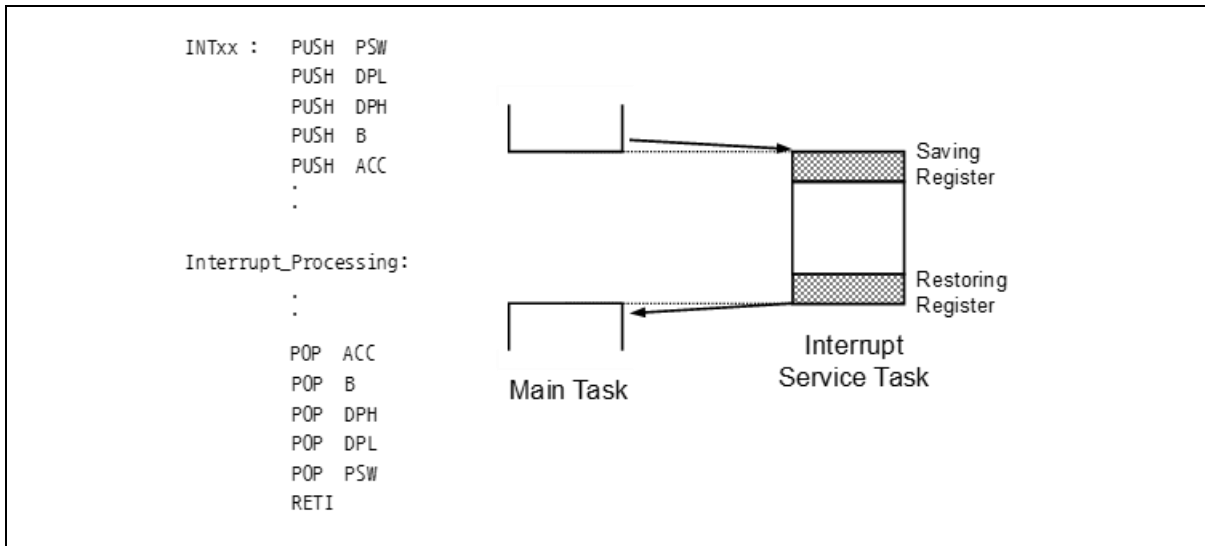 INTxx : PUSH PSW
PUSH DPL
PUSH DPH
PUSH B
PUSH ACC
:
Interrupt_Processing:
:
POP ACC
POP B
POP DPH
POP DPL
POP PSW
RETI
Main Task
Saving
Register
Restoring
Register
Interrupt
Service Task